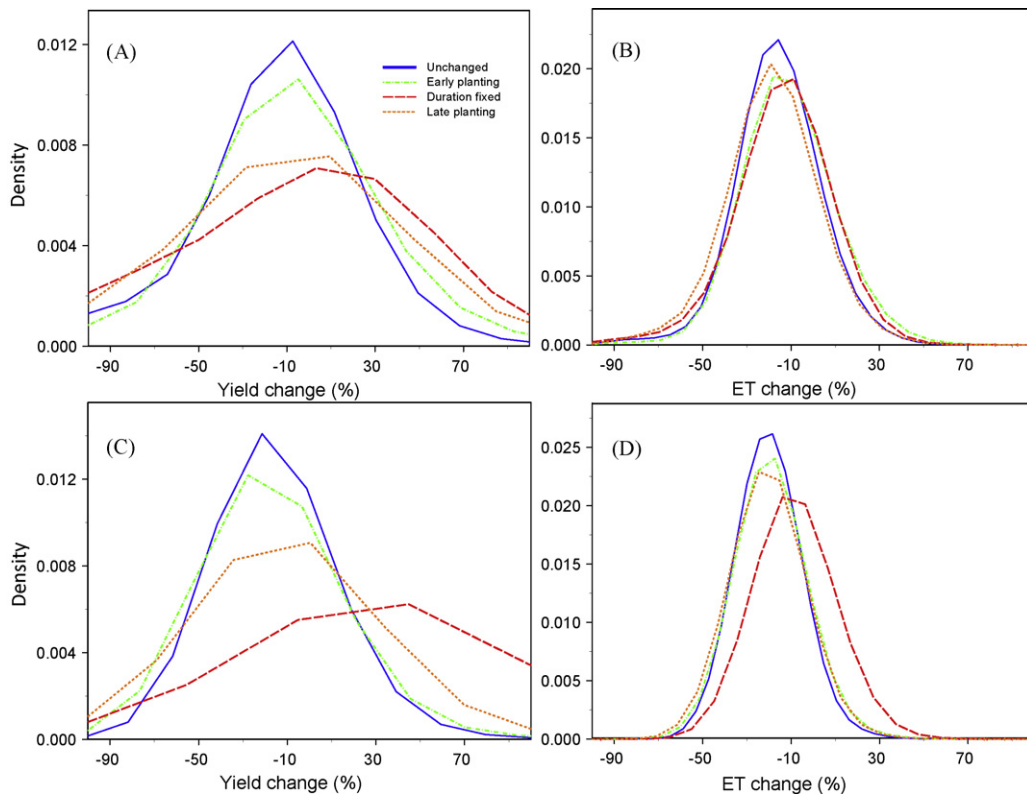 (A)
Density
0.012
0.008
0.004
0.000
Unchanged
Early planting
Duration fixed
Late planting
-90 -50 -10 30 70
Yield change (%)
(B)
0.020
0.015
0.010
0.005
0.000
-90 -50 -10 30 70
ET change (%)
(C)
Density
0.012
0.008
0.004
0.000
-90 -50 -10 30 70
Yield change (%)
(D)
0.025
0.020
0.015
0.010
0.005
0.000
-90 -50 -10 30 70
ET change (%)